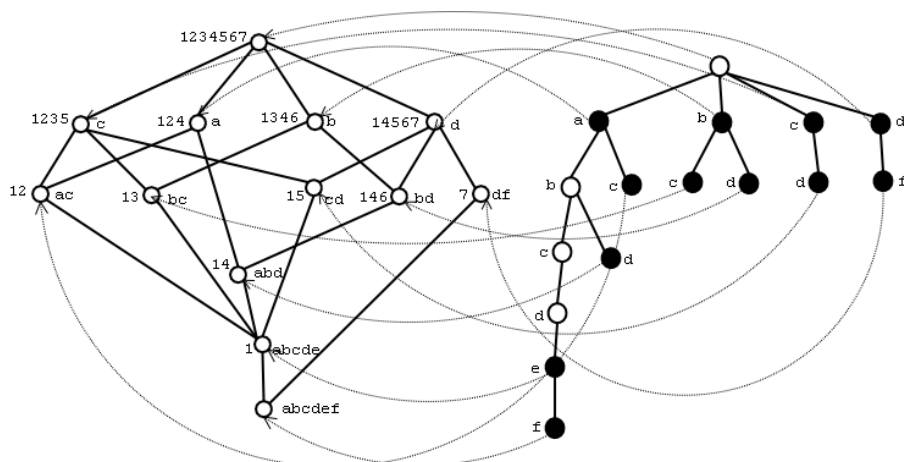 1234567
1235 c 124 a 1346 b 14567 d a b c d
12 ac 13 bc 15 cd 146 bd 7 df b c c d d f
14 abd c d
d
1 abcde e
abcdef f